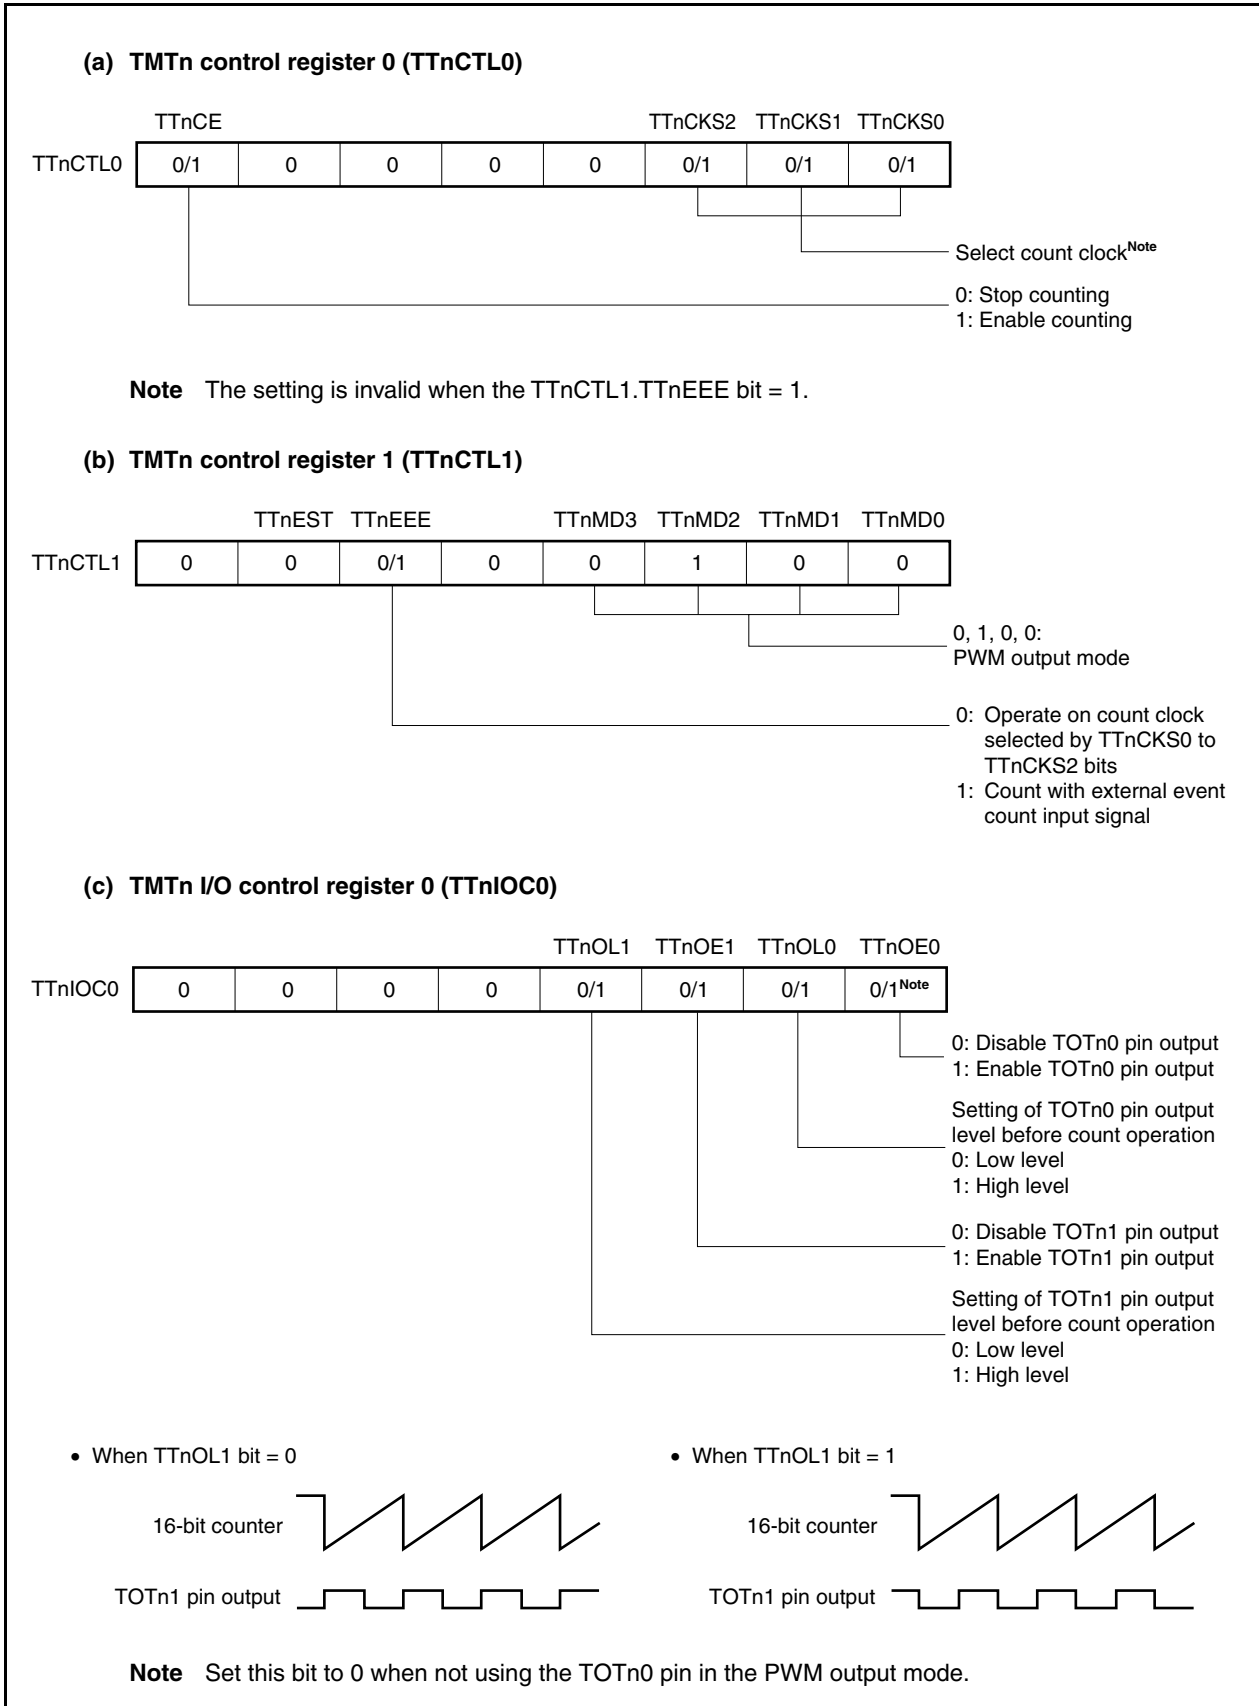 (a) TMTn control register 0 (TTnCTL0)
TTnCE TTnCKS2 TTnCKS1 TTnCKS0
TTnCTL0 0/1 0 0 0 0 0/1 0/1 0/1
Select count clockNote
0: Stop counting
1: Enable counting
Note The setting is invalid when the TTnCTL1.TTnEEE bit = 1.
(b) TMTn control register 1 (TTnCTL1)
TTnEST TTnEEE TTnMD3 TTnMD2 TTnMD1 TTnMD0
TTnCTL1 0 0 0/1 0 0 1 0 0
0, 1, 0, 0:
PWM output mode
0: Operate on count clock
selected by TTnCKS0 to
TTnCKS2 bits
1: Count with external event
count input signal
(c) TMTn I/O control register 0 (TTnIOC0)
TTnOL1 TTnOE1 TTnOL0 TTnOE0
TTnIOC0 0 0 0 0 0/1 0/1 0/1 0/1Note
0: Disable TOTn0 pin output
1: Enable TOTn0 pin output
Setting of TOTn0 pin output
level before count operation
0: Low level
1: High level
0: Disable TOTn1 pin output
1: Enable TOTn1 pin output
Setting of TOTn1 pin output
level before count operation
0: Low level
1: High level
• When TTnOL1 bit = 0
16-bit counter
TOTn1 pin output
• When TTnOL1 bit = 1
16-bit counter
TOTn1 pin output
Note Set this bit to 0 when not using the TOTn0 pin in the PWM output mode.